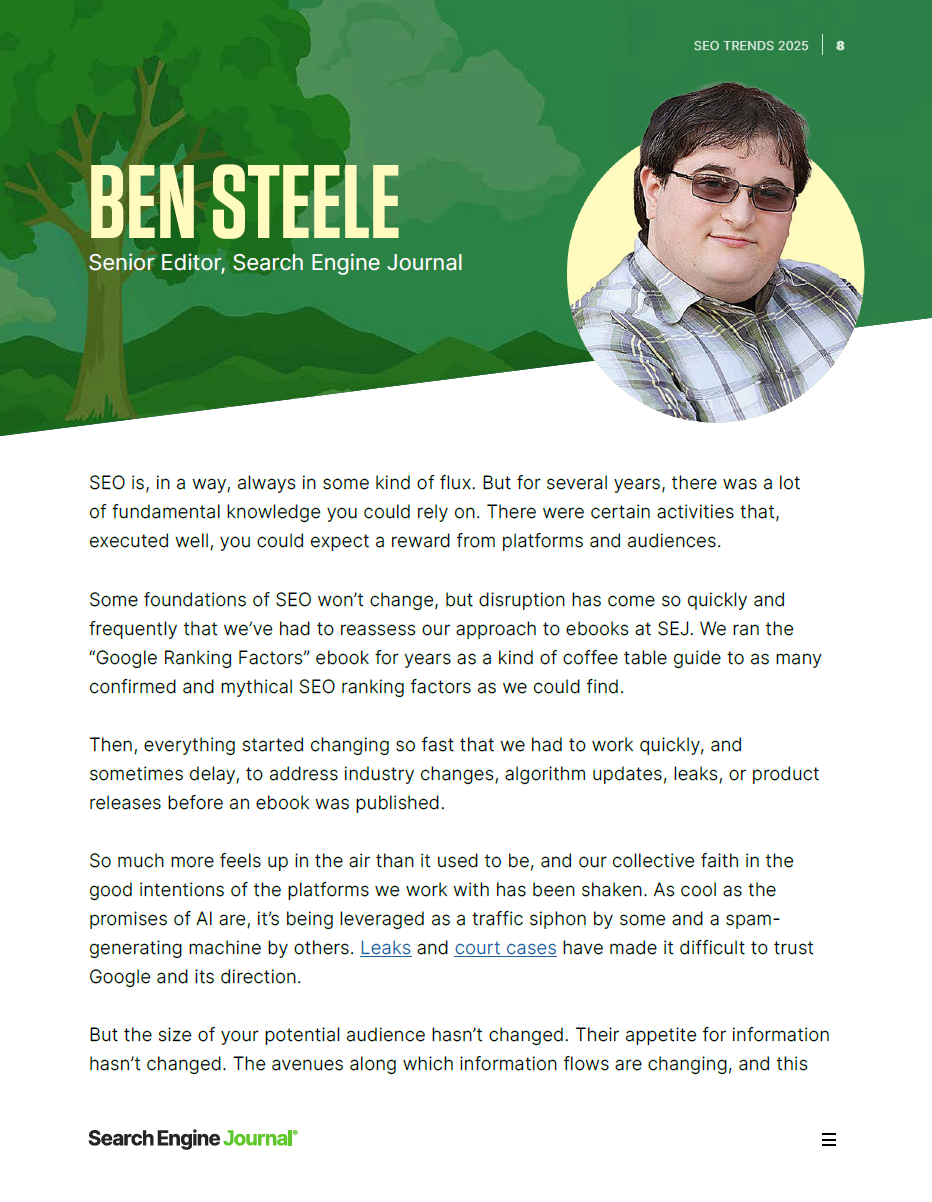 SEO TRENDS 2025 | 8
BEN STEELE
Senior Editor, Search Engine Journal
SEO is, in a way, always in some kind of flux. But for several years, there was a lot
of fundamental knowledge you could rely on. There were certain activities that,
executed well, you could expect a reward from platforms and audiences.
Some foundations of SEO won’t change, but disruption has come so quickly and
frequently that we’ve had to reassess our approach to ebooks at SEJ. We ran the
“Google Ranking Factors” ebook for years as a kind of coffee table guide to as many
confirmed and mythical SEO ranking factors as we could find.
Then, everything started changing so fast that we had to work quickly, and
sometimes delay, to address industry changes, algorithm updates, leaks, or product
releases before an ebook was published.
So much more feels up in the air than it used to be, and our collective faith in the
good intentions of the platforms we work with has been shaken. As cool as the
promises of AI are, it’s being leveraged as a traffic siphon by some and a spam-
generating machine by others. Leaks and court cases have made it difficult to trust
Google and its direction.
But the size of your potential audience hasn’t changed. Their appetite for information
hasn’t changed. The avenues along which information flows are changing, and this
Search Engine Journal®